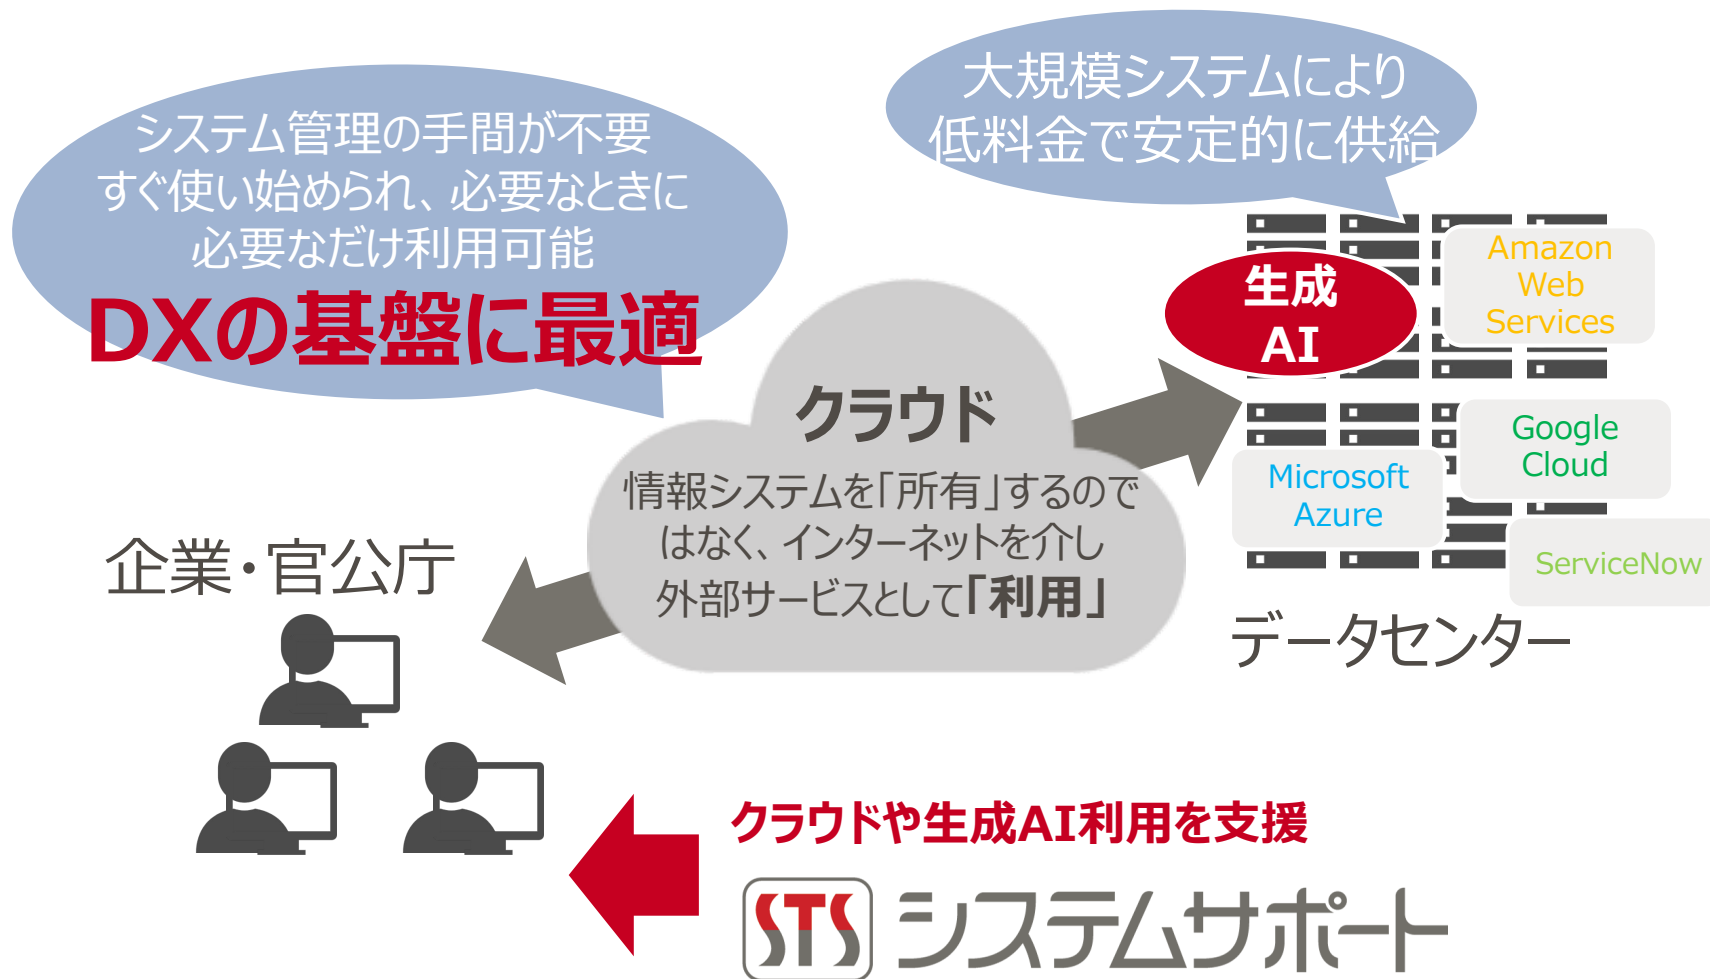 システム管理の手間が不要
すぐ使い始められ、必要なときに
必要なだけ利用可能
DXの基盤に最適
大規模システムにより
低料金で安定的に供給
生成
AI
Amazon
Web
Services
Google
Cloud
Microsoft
Azure
ServiceNow
データセンター
クラウド
情報システムを「所有」するので
はなく、インターネットを介し
外部サービスとして「利用」
企業・官公庁
クラウドや生成AI利用を支援
STS システムサポート